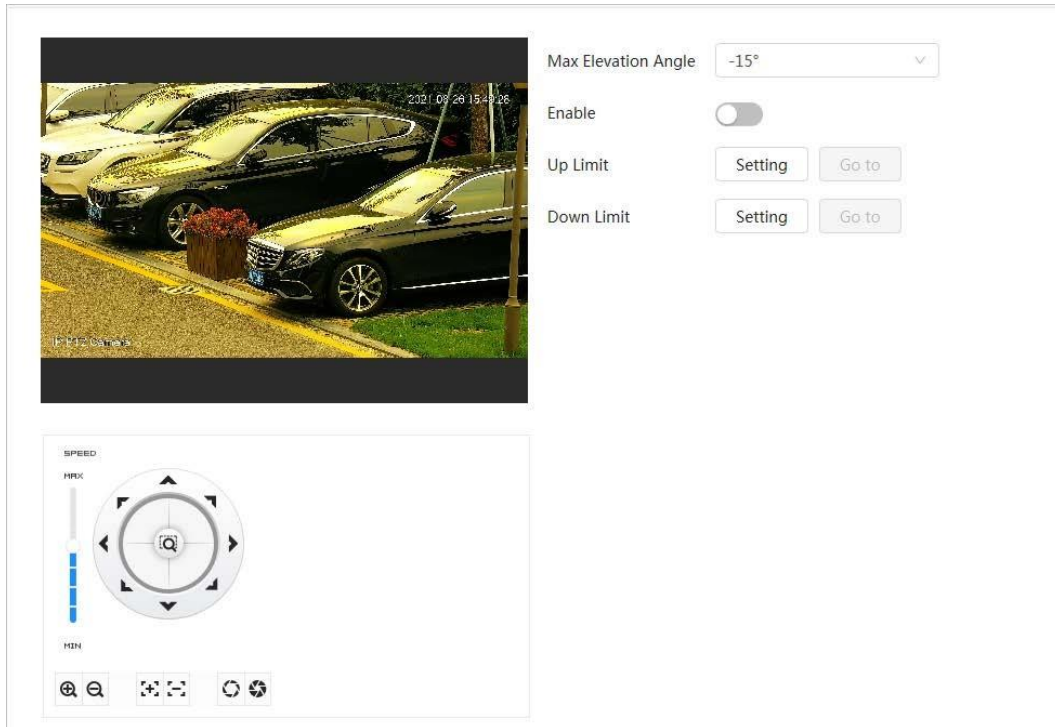 2021-08-26 15:49:26
IP PTZ Camera
Max Elevation Angle
-15°
Enable
Up Limit
Setting
Go to
Down Limit
Setting
Go to
SPEED
MAX
MIN